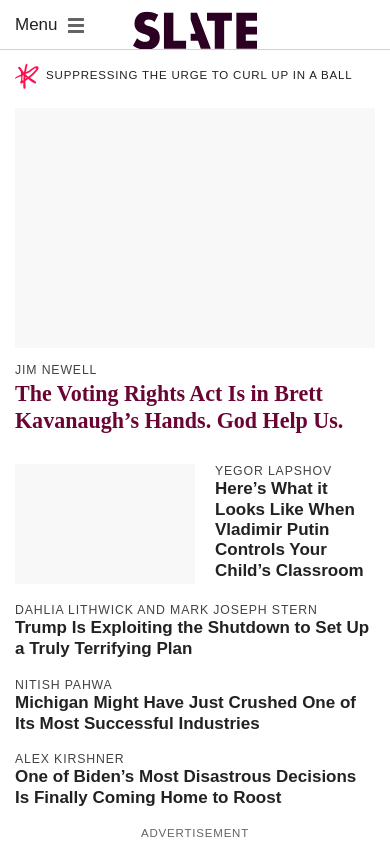 Menu
SLATE
SUPPRESSING THE URGE TO CURL UP IN A BALL
JIM NEWELL
The Voting Rights Act Is in Brett
Kavanaugh’s Hands. God Help Us.
YEGOR LAPSHOV
Here’s What it
Looks Like When
Vladimir Putin
Controls Your
Child’s Classroom
DAHLIA LITHWICK AND MARK JOSEPH STERN
Trump Is Exploiting the Shutdown to Set Up
a Truly Terrifying Plan
NITISH PAHWA
Michigan Might Have Just Crushed One of
Its Most Successful Industries
ALEX KIRSHNER
One of Biden’s Most Disastrous Decisions
Is Finally Coming Home to Roost
ADVERTISEMENT